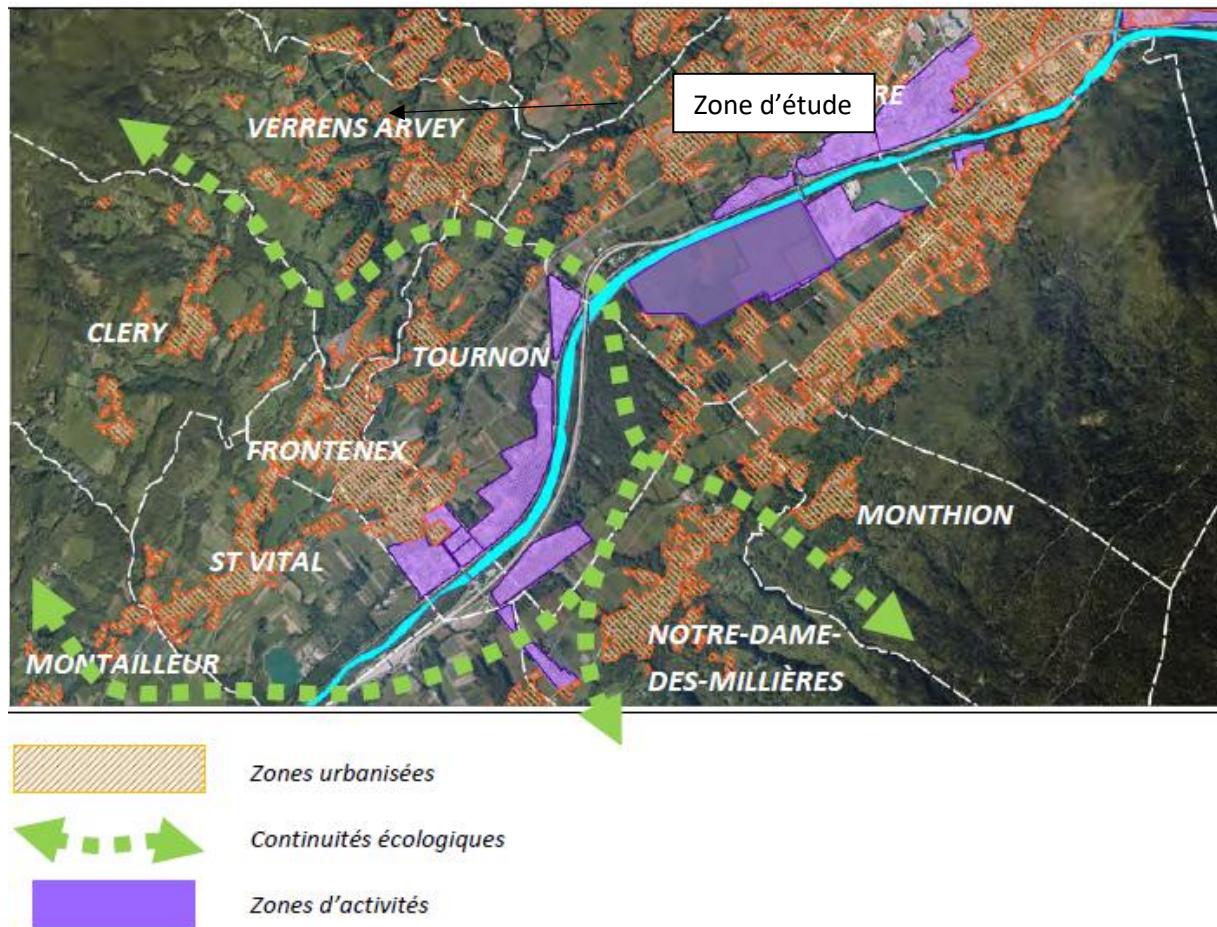 Zone d'étude
RE
VERRENS ARVEY
CLERY
TOURNON
FRONTENEX
MONTHION
ST VITAL
NOTRE-DAME-
DES-MILLIÈRES
MONTAILLEUR
Zones urbanisées
Continuités écologiques
Zones d'activités